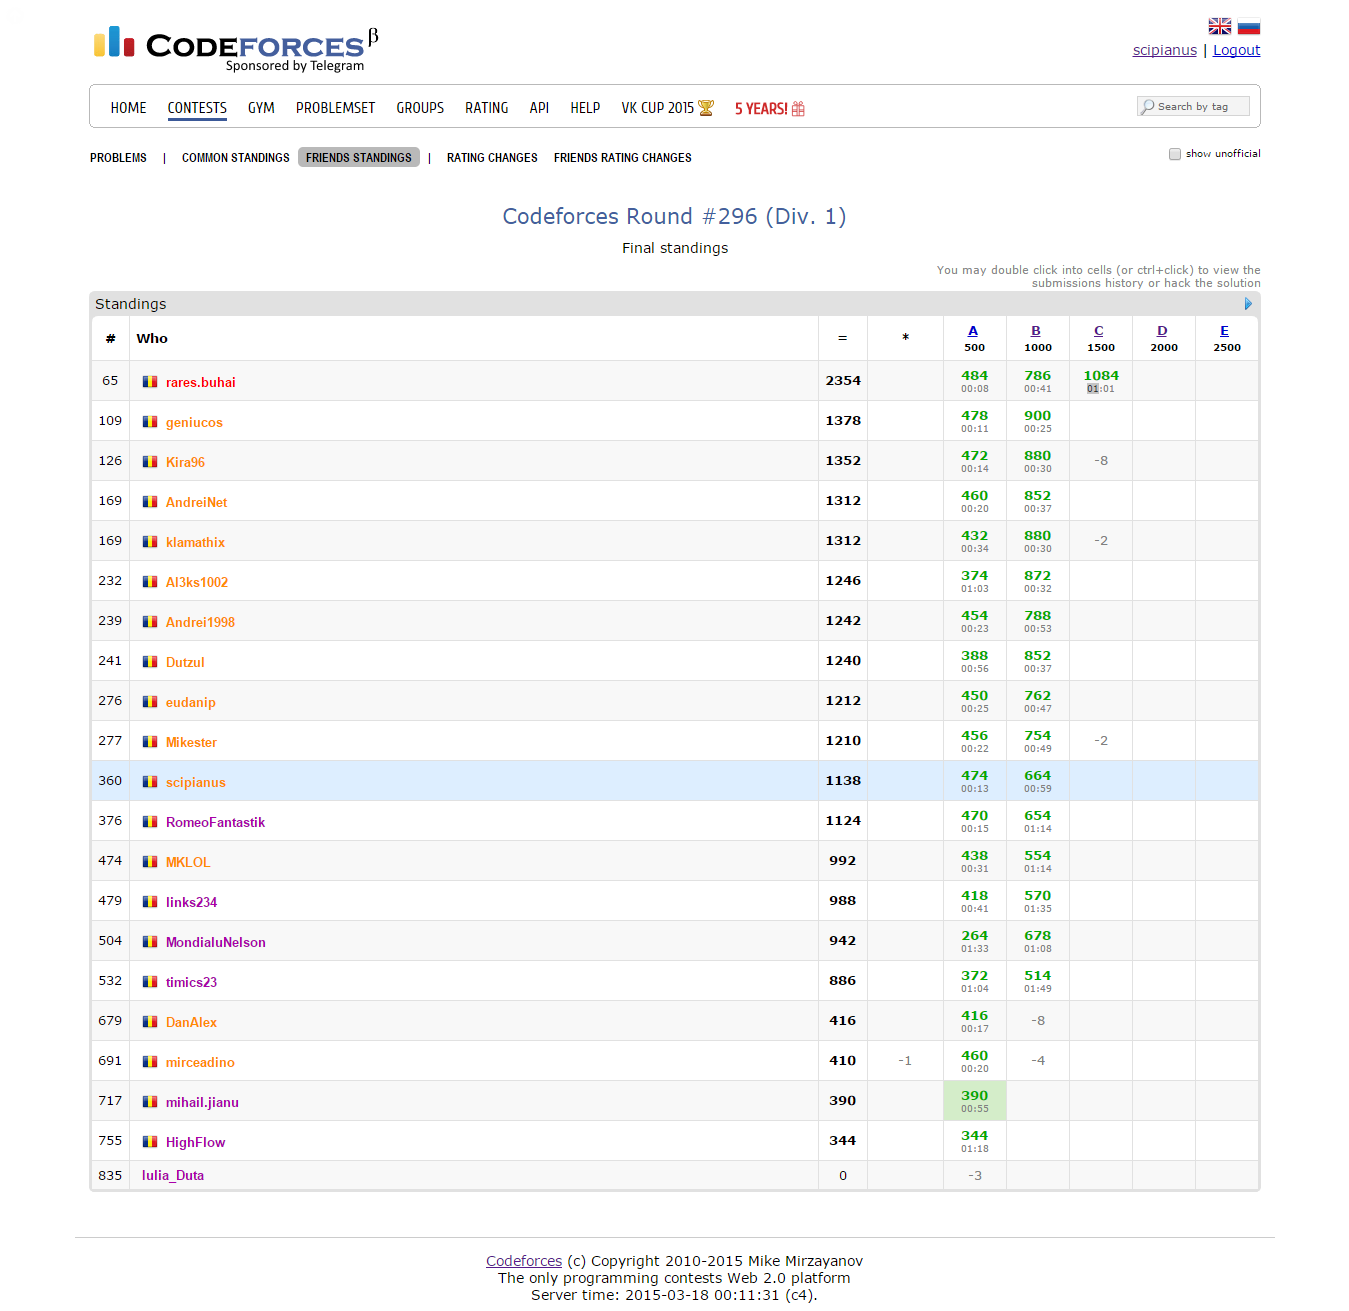 CODEFORCES β
Sponsored by Telegram
scipianus | Logout
HOME CONTESTS GYM PROBLEMSET GROUPS RATING API HELP VK CUP 2015 5 YEARS! Search by tag
PROBLEMS | COMMON STANDINGS FRIENDS STANDINGS | RATING CHANGES FRIENDS RATING CHANGES show unofficial
Codeforces Round #296 (Div. 1)
Final standings
You may double click into cells (or ctrl+click) to view the
submissions history or hack the solution
Standings
# Who = * A B C D E
500 1000 1500 2000 2500
65 rares.buhai 2354 484 786 1084
00:08 00:41 01:01
109 geniucos 1378 478 900
00:11 00:25
126 Kira96 1352 472 880 -8
00:14 00:30
169 AndreiNet 1312 460 852
00:20 00:37
169 klamathix 1312 432 880 -2
00:34 00:30
232 Al3ks1002 1246 374 872
01:03 00:32
239 Andrei1998 1242 454 788
00:23 00:53
241 Dutzul 1240 388 852
00:56 00:37
276 eudanip 1212 450 762
00:25 00:47
277 Mikester 1210 456 754 -2
00:22 00:49
360 scipianus 1138 474 664
00:13 00:59
376 RomeoFantastik 1124 470 654
00:15 01:14
474 MKLOL 992 438 554
00:31 01:14
479 links234 988 418 570
00:41 01:35
504 MondialuNelson 942 264 678
01:33 01:08
532 timics23 886 372 514
01:04 01:49
679 DanAlex 416 416 -8
00:17
691 mirceadino 410 -1 460 -4
00:20
717 mihail.jianu 390 390
00:55
755 HighFlow 344 344
01:18
835 Iulia_Duta 0 -3
Codeforces (c) Copyright 2010-2015 Mike Mirzayanov
The only programming contests Web 2.0 platform
Server time: 2015-03-18 00:11:31 (c4).